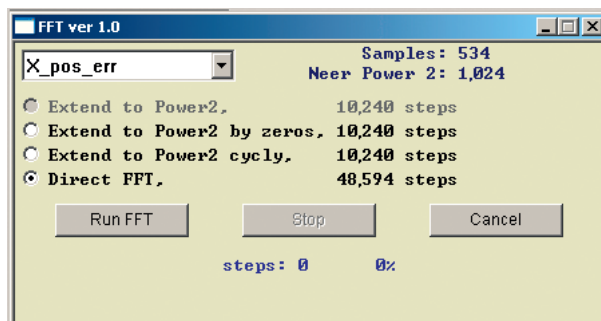 FFT ver 1.0
X_pos_err
Samples: 534
Neer Power 2: 1,024
Extend to Power2, 10,240 steps
Extend to Power2 by zeros, 10,240 steps
Extend to Power2 cycly, 10,240 steps
Direct FFT, 48,594 steps
Run FFT Stop Cancel
steps: 0 0%